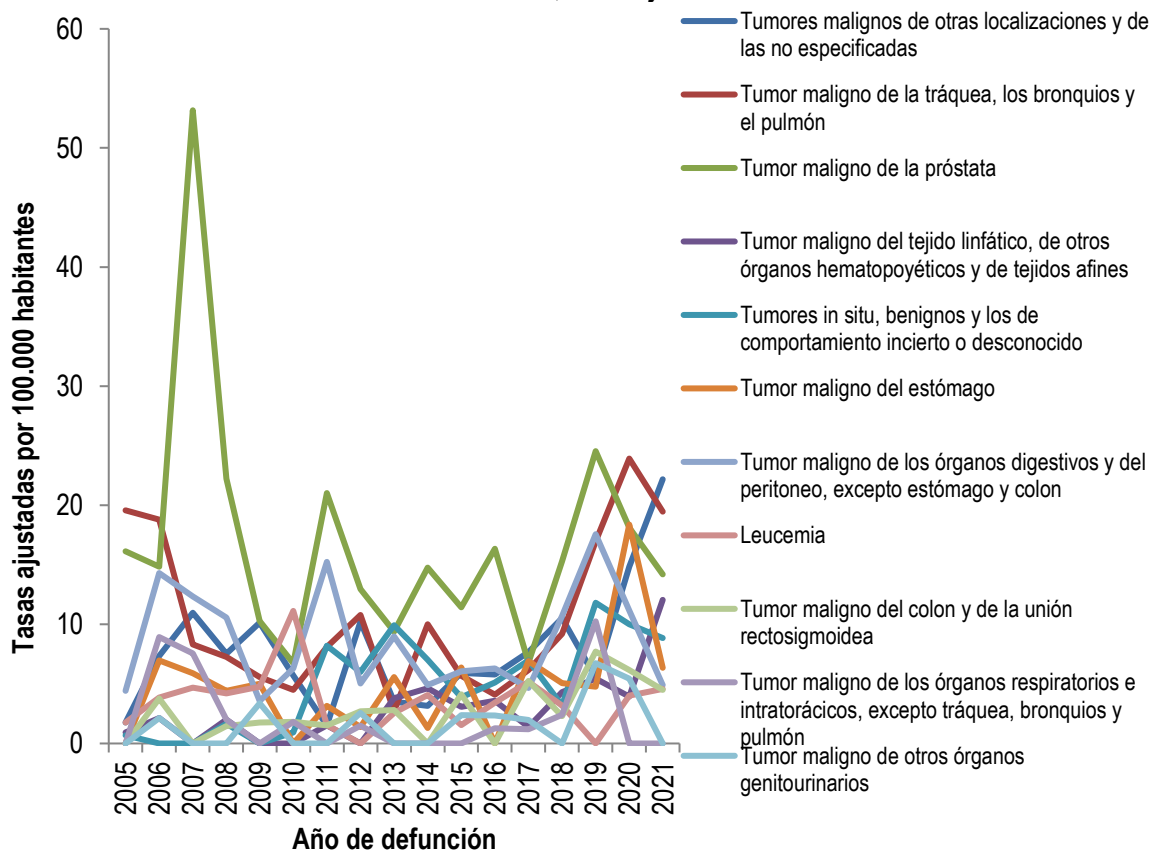 60
50
40
30
20
10
0
Tasas ajustadas por 100.000 habitantes
2005
2006
2007
2008
2009
2010
2011
2012
2013
2014
2015
2016
2017
2018
2019
2020
2021
Año de defunción
Tumores malignos de otras localizaciones y de
las no especificadas
Tumor maligno de la tráquea, los bronquios y
el pulmón
Tumor maligno de la próstata
Tumor maligno del tejido linfático, de otros
órganos hematopoyéticos y de tejidos afines
Tumores in situ, benignos y los de
comportamiento incierto o desconocido
Tumor maligno del estómago
Tumor maligno de los órganos digestivos y del
peritoneo, excepto estómago y colon
Leucemia
Tumor maligno del colon y de la unión
rectosigmoidea
Tumor maligno de los órganos respiratorios e
intratorácicos, excepto tráquea, bronquios y
pulmón
Tumor maligno de otros órganos
genitourinarios